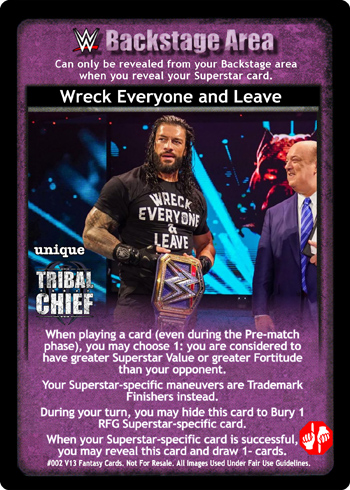 W
Backstage Area
Can only be revealed from your Backstage area
when you reveal your Superstar card.
Wreck Everyone and Leave
WRECK
EVERYONE
&
LEAVE
unique
TRIBAL
CHIEF
When playing a card (even during the Pre-match
phase), you may choose 1: you are considered to
have greater Superstar Value or greater Fortitude
than your opponent.
Your Superstar-specific maneuvers are Trademark
Finishers instead.
During your turn, you may hide this card to Bury 1
RFG Superstar-specific card.
When your Superstar-specific card is successful,
you may reveal this card and draw 1- cards.
#002 V13 Fantasy Cards. Not For Resale. All Images Used Under Fair Use Guidelines.